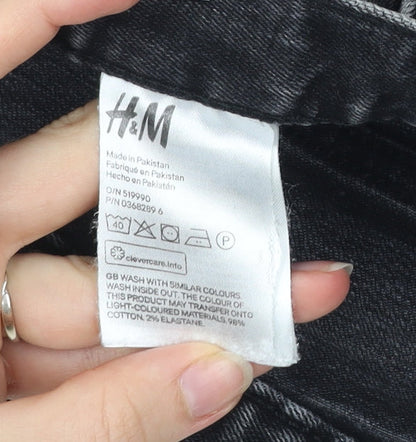 H&M
Made in Pakistan
Fabriqué en Pakistan
Hecho en Pakistán
O/N 519990
P/N 0368289 6
40 P
clevercare.info
GB WASH WITH SIMILAR COLOURS.
WASH INSIDE OUT. THE COLOUR OF
THIS PRODUCT MAY TRANSFER ONTO
LIGHT-COLOURED MATERIALS. 98%
COTTON, 2% ELASTANE.